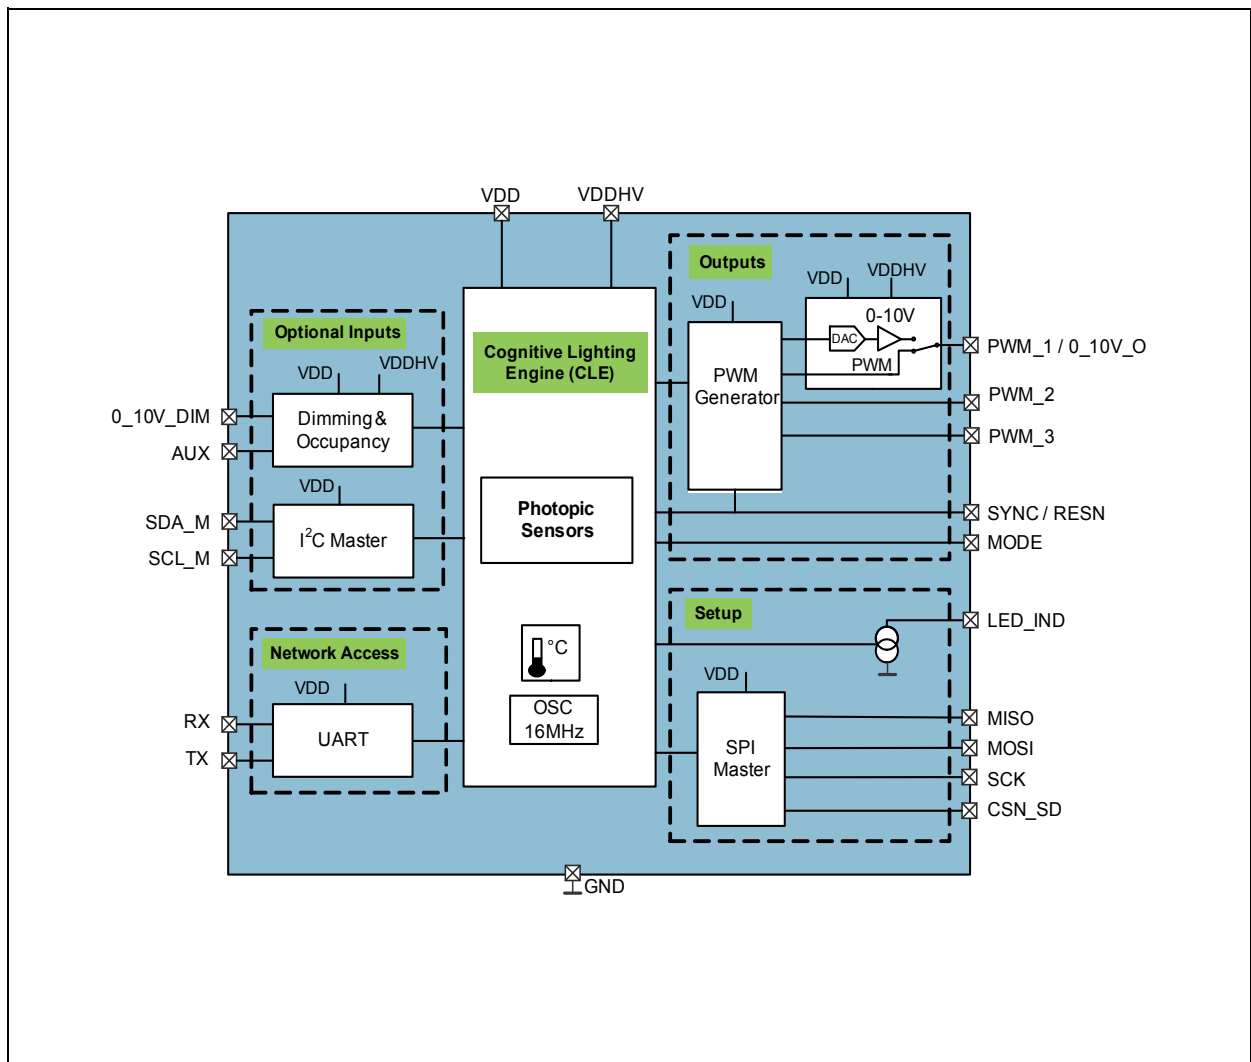 VDD
VDDHV
Outputs
VDD
VDDHV
VDD
0-10V
DAC
PWM
PWM
Generator
PWM_1 / 0_10V_O
PWM_2
PWM_3
SYNC / RESN
MODE
Optional Inputs
VDD
VDDHV
Dimming &
Occupancy
0_10V_DIM
AUX
VDD
I²C Master
SDA_M
SCL_M
Cognitive Lighting
Engine (CLE)
Photopic
Sensors
°C
OSC
16MHz
Network Access
VDD
UART
RX
TX
Setup
LED_IND
VDD
SPI
Master
MISO
MOSI
SCK
CSN_SD
GND